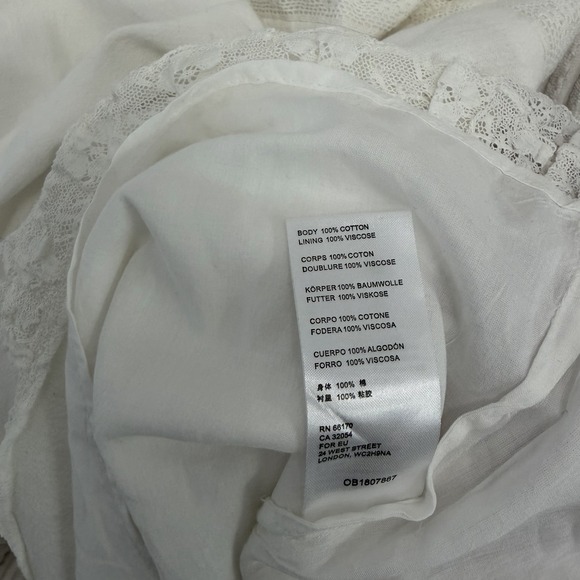 BODY 100% COTTON
LINING 100% VISCOSE
CORPS 100% COTON
DOUBLURE 100% VISCOSE
KÖRPER 100% BAUMWOLLE
FUTTER 100% VISKOSE
CORPO 100% COTONE
FODERA 100% VISCOSA
CUERPO 100% ALGODÓN
FORRO 100% VISCOSA
身体 100% 棉
衬里 100% 粘胶
RN 66170
CA 32054
FOR EU
24 WEST STREET
LONDON, WC2H9NA
OB1807887